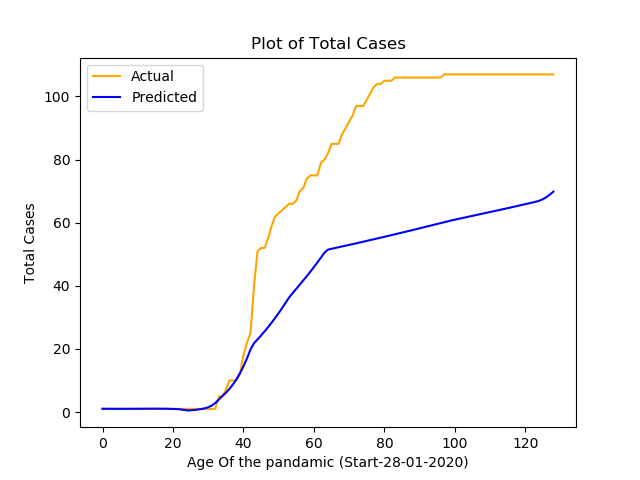 Plot of Total Cases
Actual
Predicted
Total Cases
100
80
60
40
20
0
0 20 40 60 80 100 120
Age Of the pandamic (Start-28-01-2020)